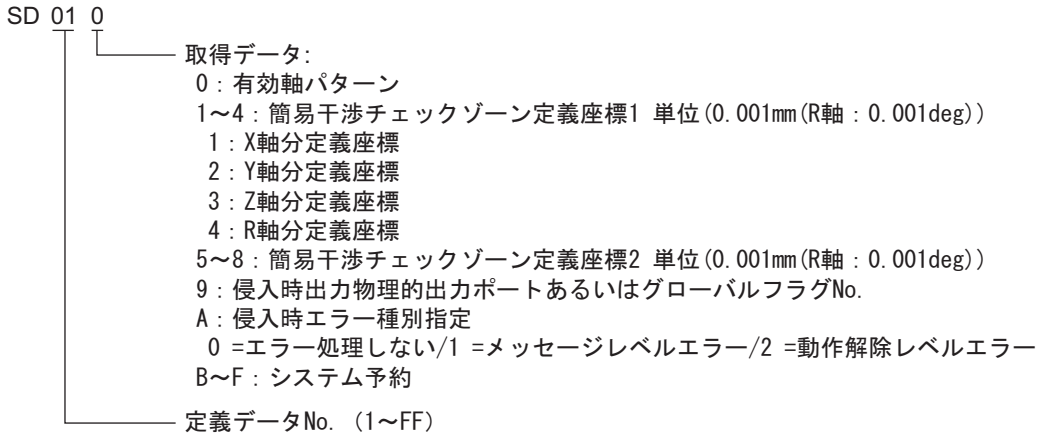 SD 01 0
取得データ:
0：有効軸パターン
1～4：簡易干渉チェックゾーン定義座標1 単位(0.001mm(R軸：0.001deg))
1：X軸分定義座標
2：Y軸分定義座標
3：Z軸分定義座標
4：R軸分定義座標
5～8：簡易干渉チェックゾーン定義座標2 単位(0.001mm(R軸：0.001deg))
9：侵入時出力物理的出力ポートあるいはグローバルフラグNo.
A：侵入時エラー種別指定
0 =エラー処理しない/1 =メッセージレベルエラー/2 =動作解除レベルエラー
B～F：システム予約
定義データNo. (1～FF)